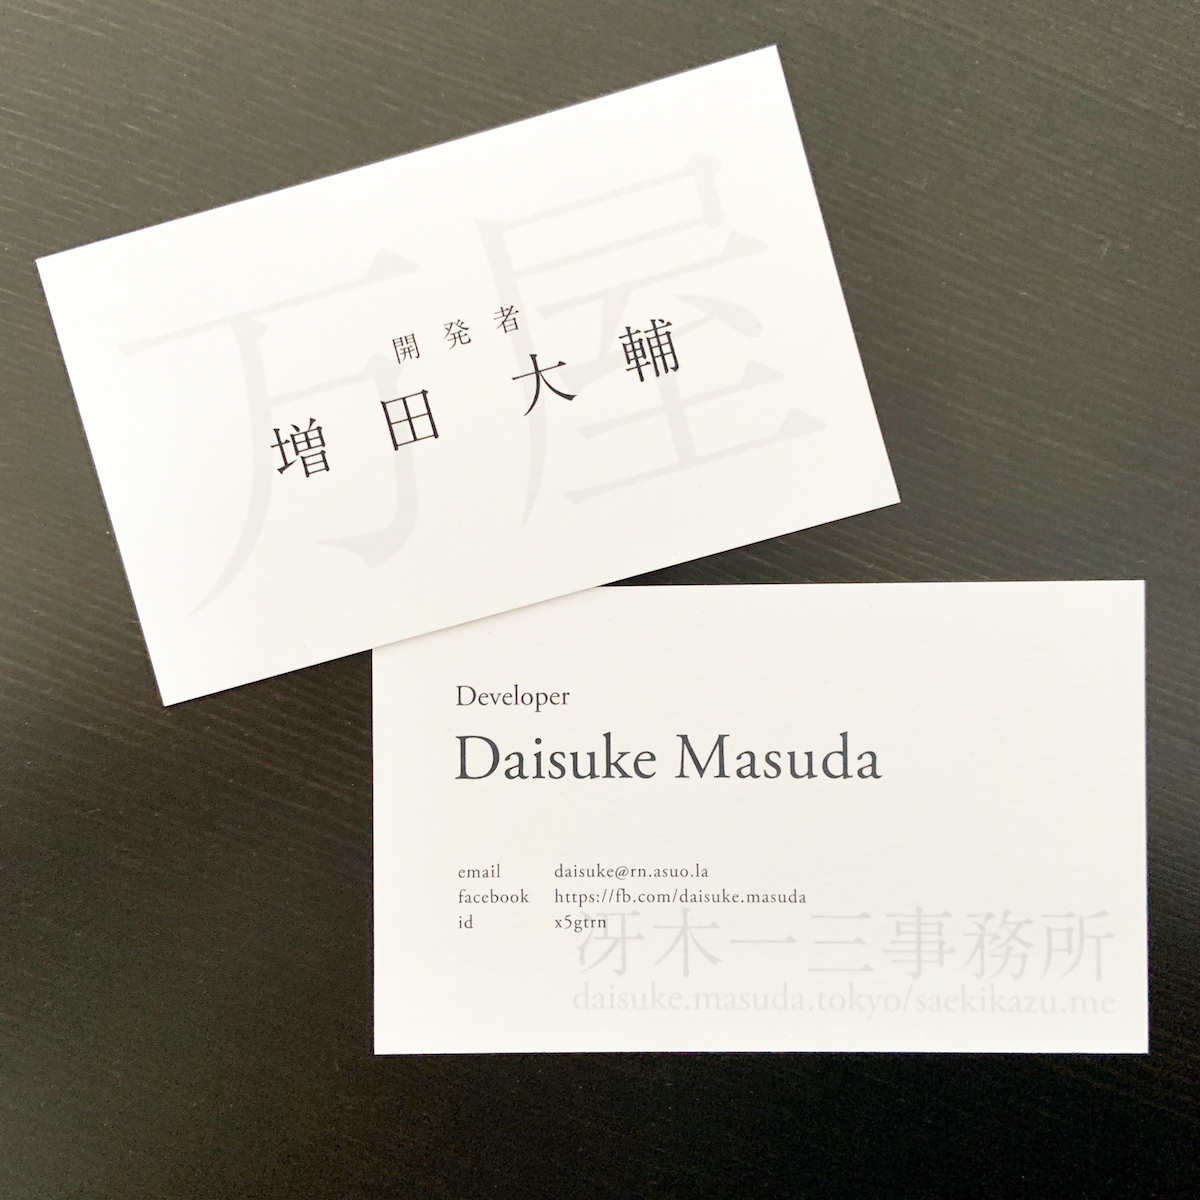 万屋
開発者
増田 大輔
Developer
Daisuke Masuda
email daisuke@rn.asuo.la
facebook https://fb.com/daisuke.masuda
id x5gtrn
冴木一三事務所
daisuke.masuda.tokyo/saekikazu.me